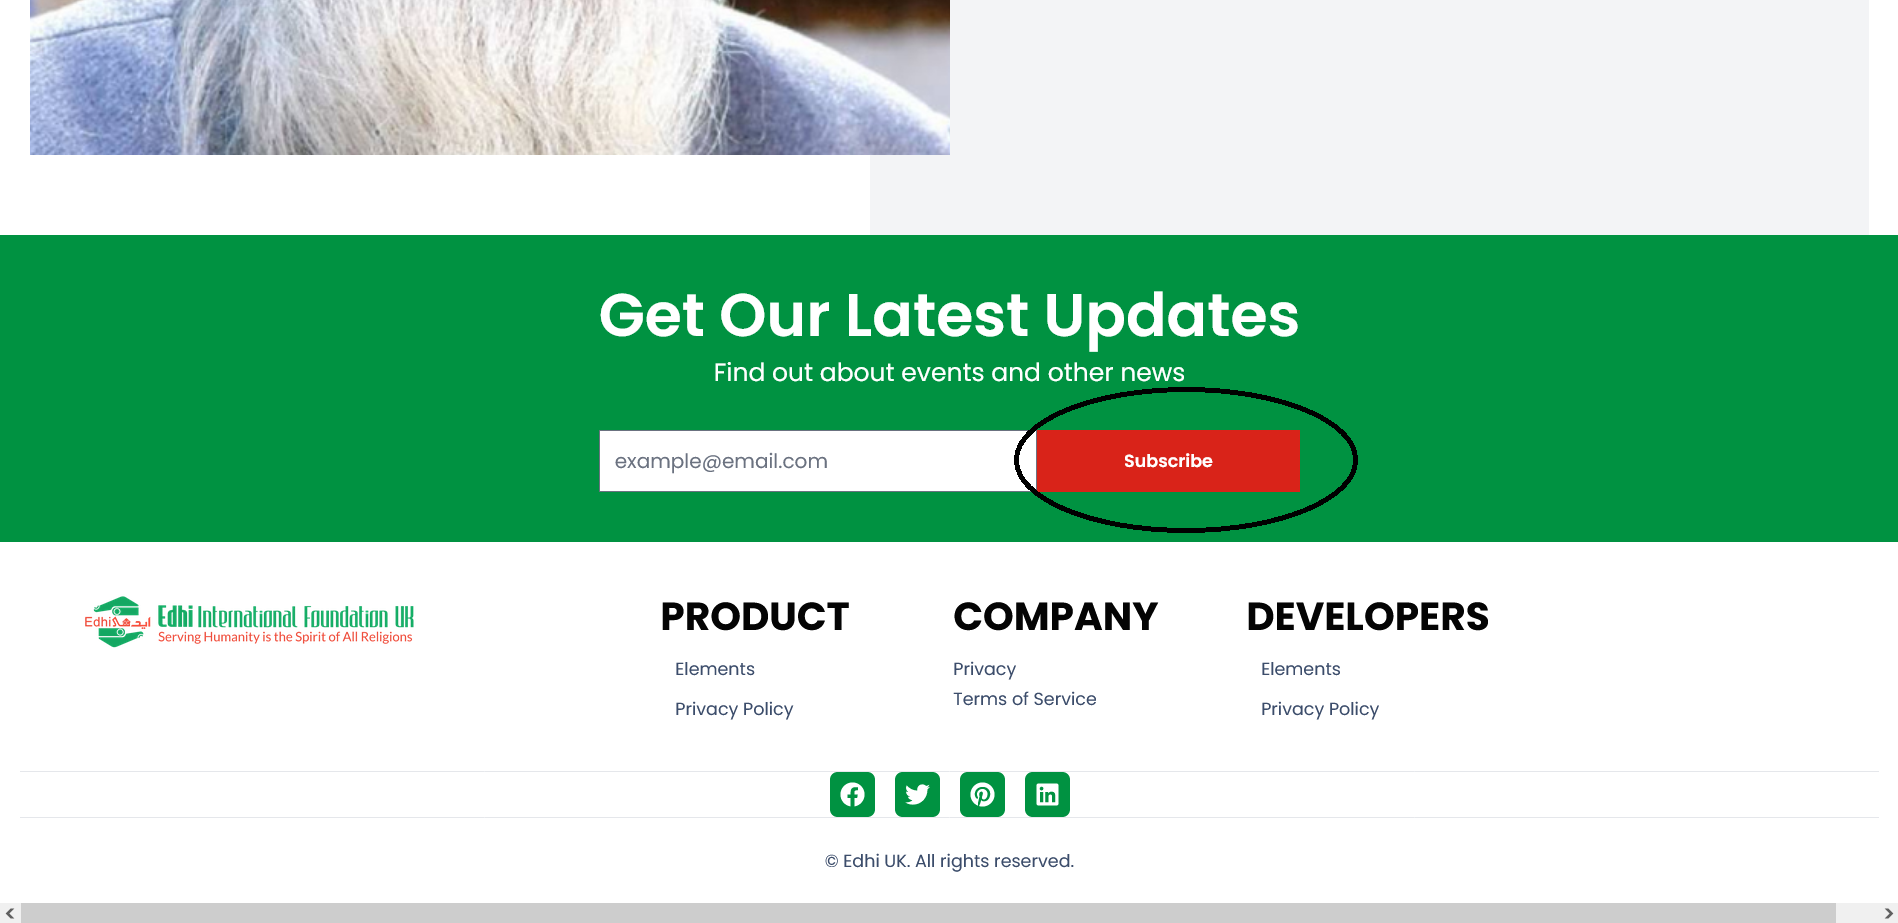 Get Our Latest Updates
Find out about events and other news
example@email.com
Subscribe
Edhi ایدھی
Edhi International Foundation UK
Serving Humanity is the Spirit of All Religions
PRODUCT
Elements
Privacy Policy
COMPANY
Privacy
Terms of Service
DEVELOPERS
Elements
Privacy Policy
© Edhi UK. All rights reserved.